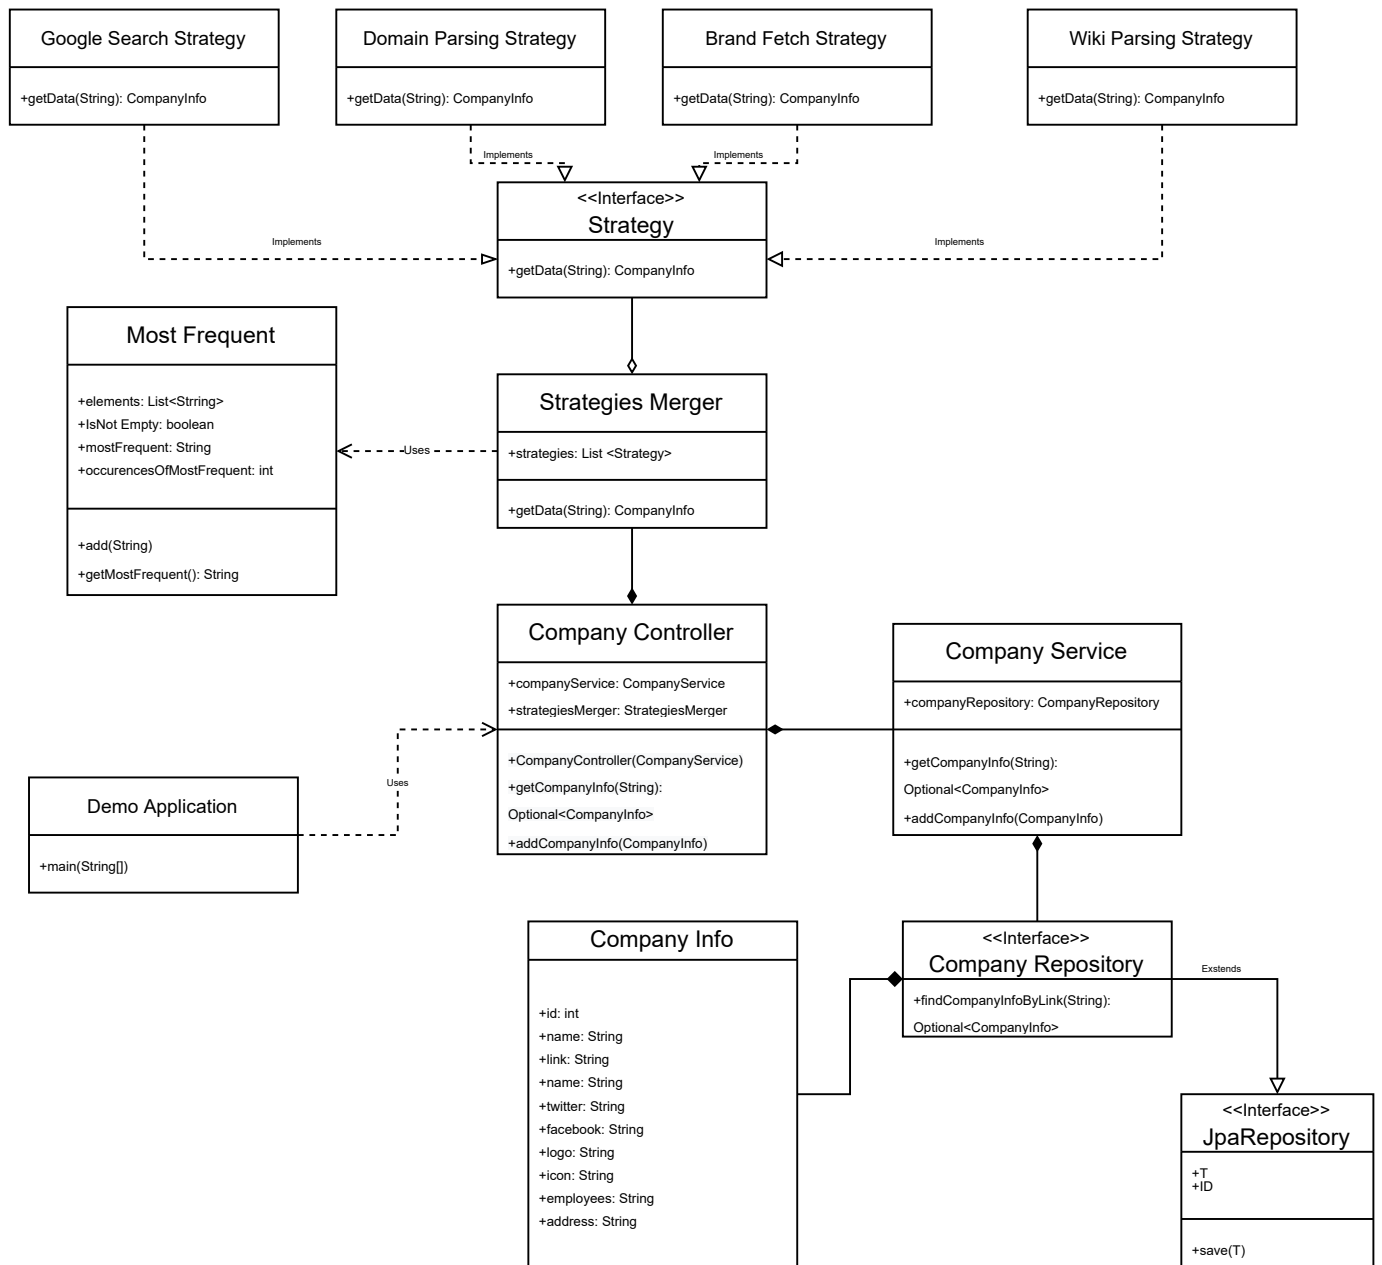 Google Search Strategy
+getData(String): CompanyInfo
Domain Parsing Strategy
+getData(String): CompanyInfo
Brand Fetch Strategy
+getData(String): CompanyInfo
Wiki Parsing Strategy
+getData(String): CompanyInfo
Implements
Implements
Implements
Implements
<<Interface>>
Strategy
+getData(String): CompanyInfo
Most Frequent
+elements: List<Strring>
+IsNot Empty: boolean
+mostFrequent: String
+occurencesOfMostFrequent: int
+add(String)
+getMostFrequent(): String
Uses
Strategies Merger
+strategies: List <Strategy>
+getData(String): CompanyInfo
Company Controller
+companyService: CompanyService
+strategiesMerger: StrategiesMerger
+CompanyController(CompanyService)
+getCompanyInfo(String):
Optional<CompanyInfo>
+addCompanyInfo(CompanyInfo)
Company Service
+companyRepository: CompanyRepository
+getCompanyInfo(String):
Optional<CompanyInfo>
+addCompanyInfo(CompanyInfo)
Uses
Demo Application
+main(String[])
Company Info
+id: int
+name: String
+link: String
+name: String
+twitter: String
+facebook: String
+logo: String
+icon: String
+employees: String
+address: String
<<Interface>>
Company Repository
+findCompanyInfoByLink(String):
Optional<CompanyInfo>
Exstends
<<Interface>>
JpaRepository
+T
+ID
+save(T)